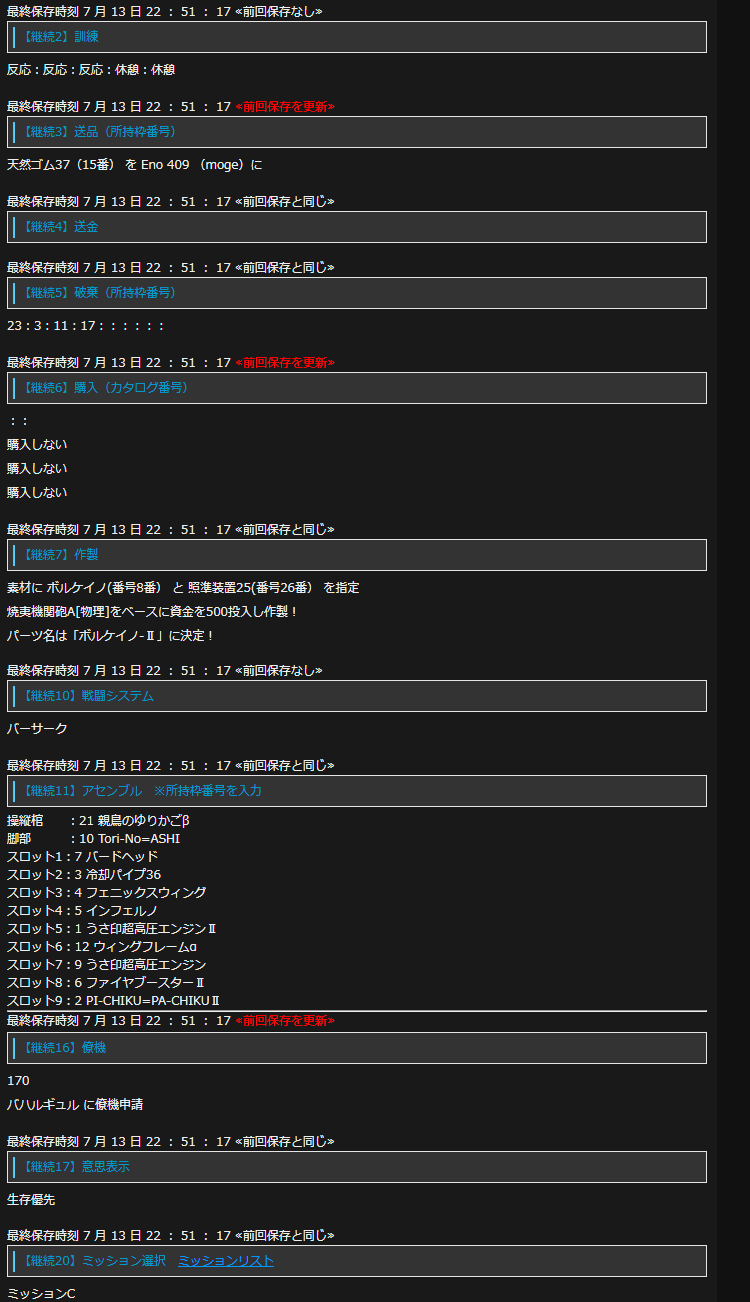 最終保存時刻 7 月 13 日 22 ： 51 ： 17 ≪前回保存なし≫
【継続2】訓練
反応：反応：反応：休憩：休憩
最終保存時刻 7 月 13 日 22 ： 51 ： 17 ≪前回保存を更新≫
【継続3】送品（所持枠番号）
天然ゴム37（15番） を Eno 409 （moge）に
最終保存時刻 7 月 13 日 22 ： 51 ： 17 ≪前回保存と同じ≫
【継続4】送金
最終保存時刻 7 月 13 日 22 ： 51 ： 17 ≪前回保存と同じ≫
【継続5】破棄（所持枠番号）
23：3：11：17：：：：：：
最終保存時刻 7 月 13 日 22 ： 51 ： 17 ≪前回保存を更新≫
【継続6】購入（カタログ番号）
：：
購入しない
購入しない
購入しない
最終保存時刻 7 月 13 日 22 ： 51 ： 17 ≪前回保存と同じ≫
【継続7】作製
素材に ボルケイノ(番号8番） と 照準装置25(番号26番） を指定
焼夷機関砲A[物理]をベースに資金を500投入し作製！
パーツ名は「ボルケイノ-Ⅱ」に決定！
最終保存時刻 7 月 13 日 22 ： 51 ： 17 ≪前回保存なし≫
【継続10】戦闘システム
バーサーク
最終保存時刻 7 月 13 日 22 ： 51 ： 17 ≪前回保存と同じ≫
【継続11】アセンブル　※所持枠番号を入力
操縦棺　　：21 親鳥のゆりかごβ
脚部　　　：10 Tori-No=ASHI
スロット1：7 バードヘッド
スロット2：3 冷却パイプ36
スロット3：4 フェニックスウィング
スロット4：5 インフェルノ
スロット5：1 うさ印超高圧エンジンⅡ
スロット6：12 ウィングフレームα
スロット7：9 うさ印超高圧エンジン
スロット8：6 ファイヤブースターⅡ
スロット9：2 PI-CHIKU=PA-CHIKUⅡ
最終保存時刻 7 月 13 日 22 ： 51 ： 17 ≪前回保存を更新≫
【継続16】僚機
170
バハルギュル に僚機申請
最終保存時刻 7 月 13 日 22 ： 51 ： 17 ≪前回保存と同じ≫
【継続17】意思表示
生存優先
最終保存時刻 7 月 13 日 22 ： 51 ： 17 ≪前回保存と同じ≫
【継続20】ミッション選択　ミッションリスト
ミッションC